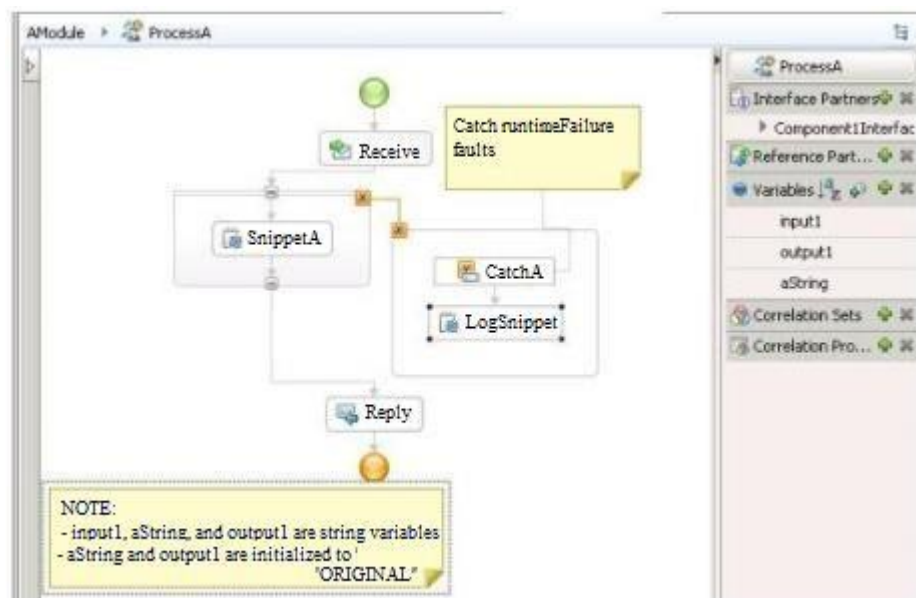 AModule ProcessA
Receive
Catch runtimeFailure
faults
SnippetA
CatchA
LogSnippet
Reply
NOTE:
- input1, aString, and output1 are string variables
- aString and output1 are initialized to '
"ORIGINAL"
ProcessA
Interface Partners
Component1Interfac
Reference Part...
Variables
input1
output1
aString
Correlation Sets
Correlation Pro...